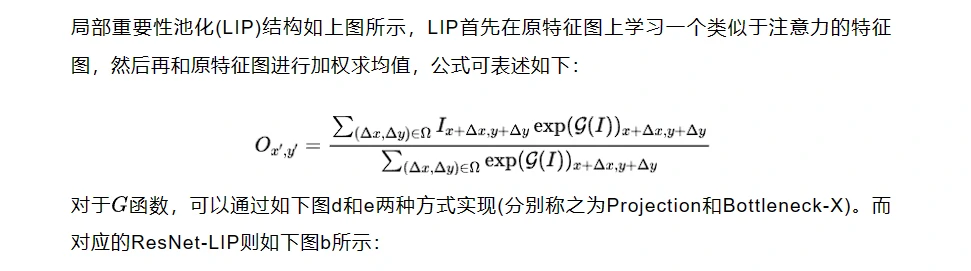 局部重要性池化(LIP)结构如上图所示，LIP首先在原特征图上学习一个类似于注意力的特征
图，然后再和原特征图进行加权求均值，公式可表述如下：
O_{x',y'} = \frac{\sum_{(\Delta x,\Delta y)\in\Omega} I_{x+\Delta x,y+\Delta y} \exp(\mathcal{G}(I))_{x+\Delta x,y+\Delta y}}{\sum_{(\Delta x,\Delta y)\in\Omega} \exp(\mathcal{G}(I))_{x+\Delta x,y+\Delta y}}
对于G函数，可以通过如下图d和e两种方式实现(分别称之为Projection和Bottleneck-X)。而
对应的ResNet-LIP则如下图b所示：